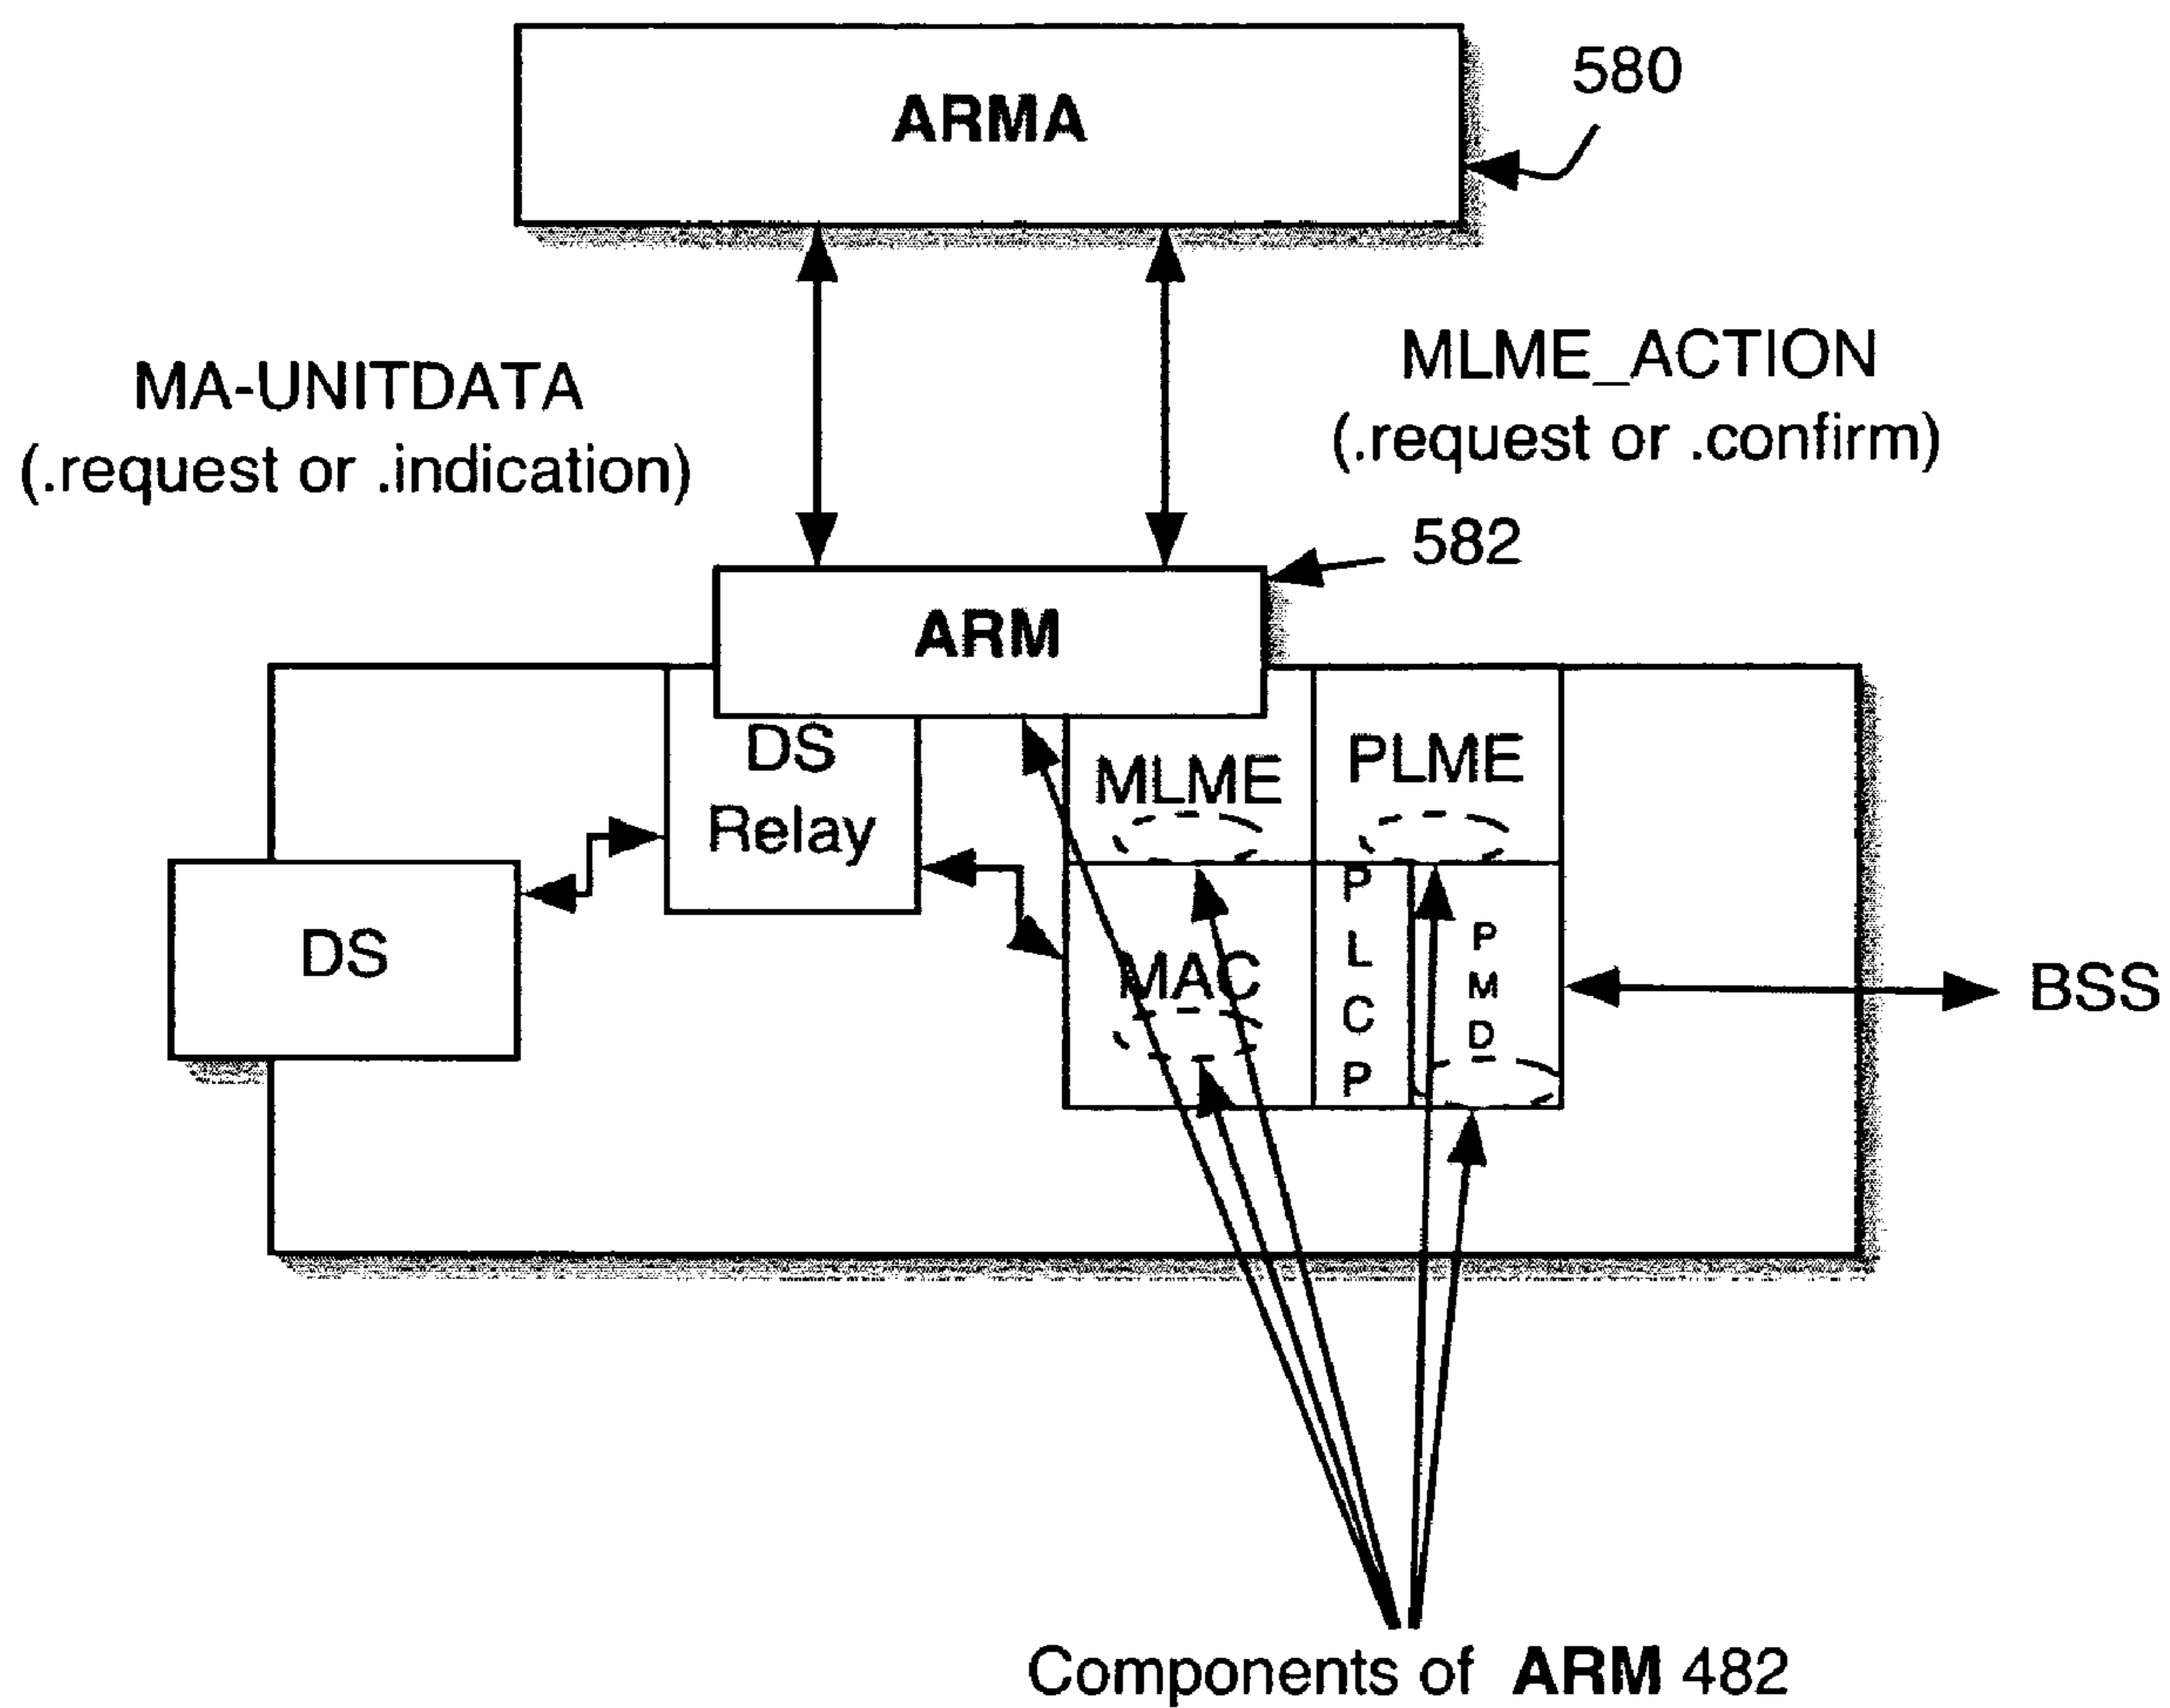 ARMA
580
MA-UNITDATA
(.request or .indication)
MLME_ACTION
(.request or .confirm)
582
ARM
DS
Relay
MLME
PLME
DS
MAC
P
L
C
P
P
M
D
BSS
Components of ARM 482